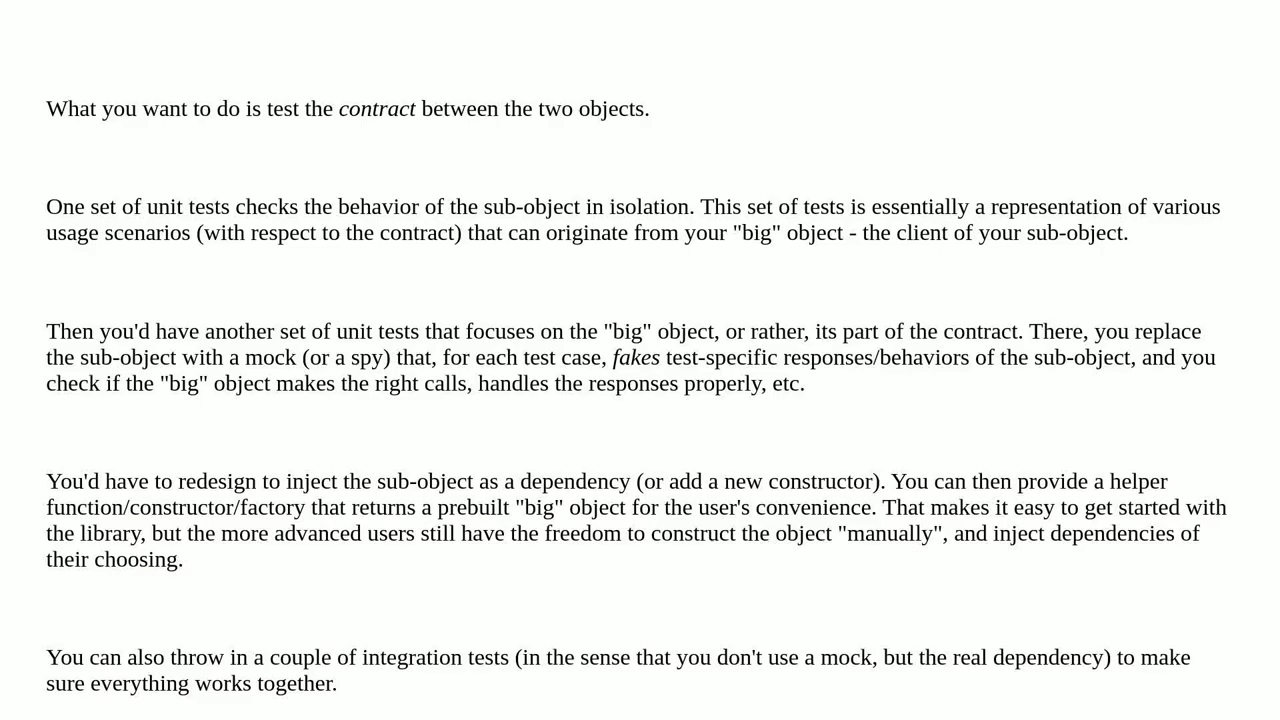 What you want to do is test the contract between the two objects.
One set of unit tests checks the behavior of the sub-object in isolation. This set of tests is essentially a representation of various
usage scenarios (with respect to the contract) that can originate from your "big" object - the client of your sub-object.
Then you'd have another set of unit tests that focuses on the "big" object, or rather, its part of the contract. There, you replace
the sub-object with a mock (or a spy) that, for each test case, fakes test-specific responses/behaviors of the sub-object, and you
check if the "big" object makes the right calls, handles the responses properly, etc.
You'd have to redesign to inject the sub-object as a dependency (or add a new constructor). You can then provide a helper
function/constructor/factory that returns a prebuilt "big" object for the user's convenience. That makes it easy to get started with
the library, but the more advanced users still have the freedom to construct the object "manually", and inject dependencies of
their choosing.
You can also throw in a couple of integration tests (in the sense that you don't use a mock, but the real dependency) to make
sure everything works together.